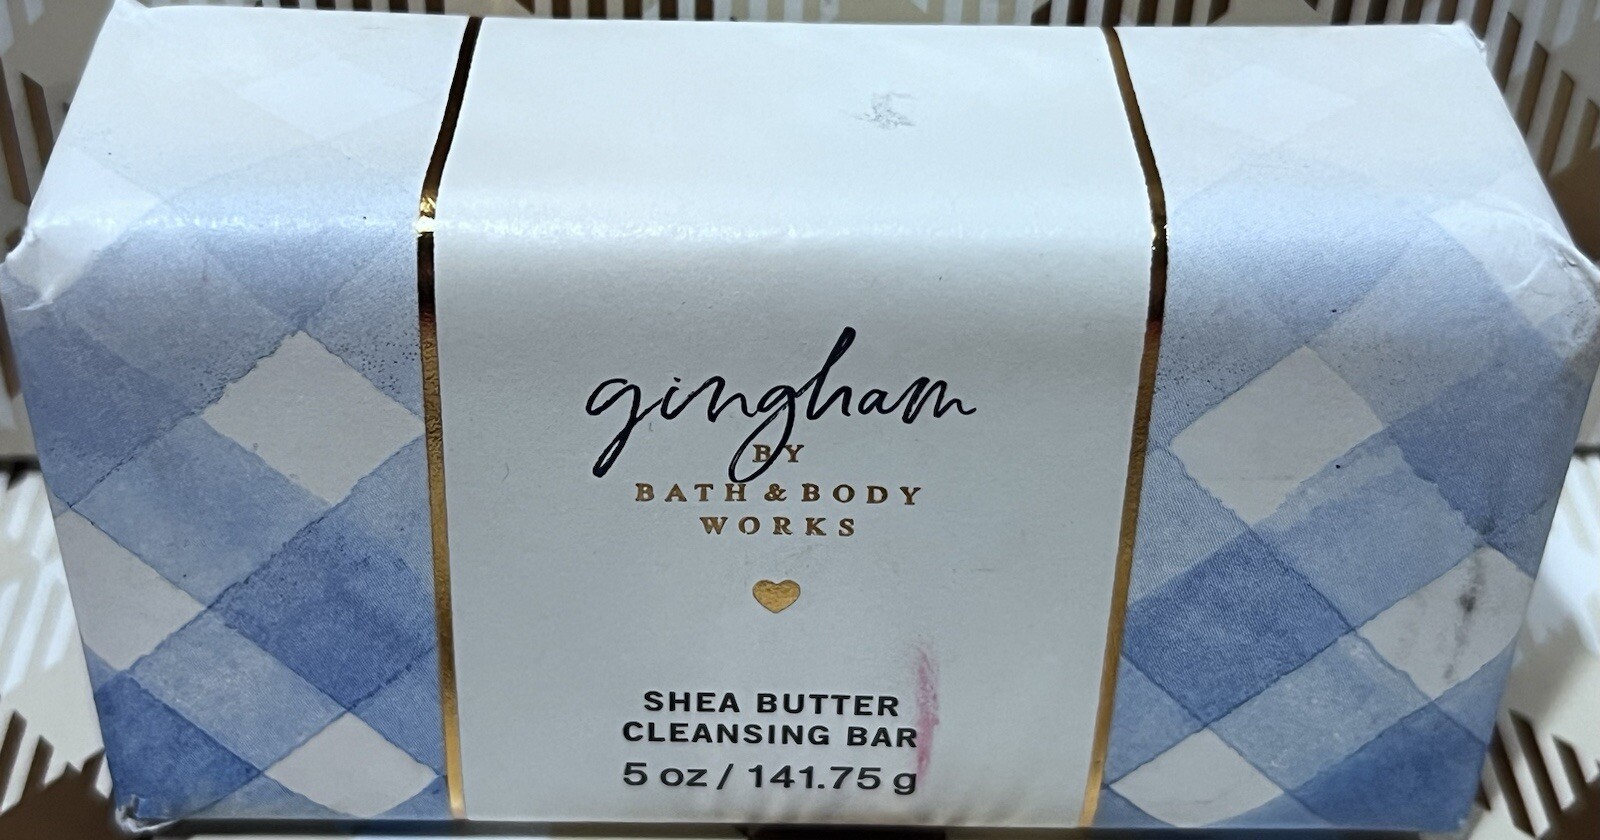 gingham
BY
BATH & BODY
WORKS
SHEA BUTTER
CLEANSING BAR
5 oz / 141.75 g